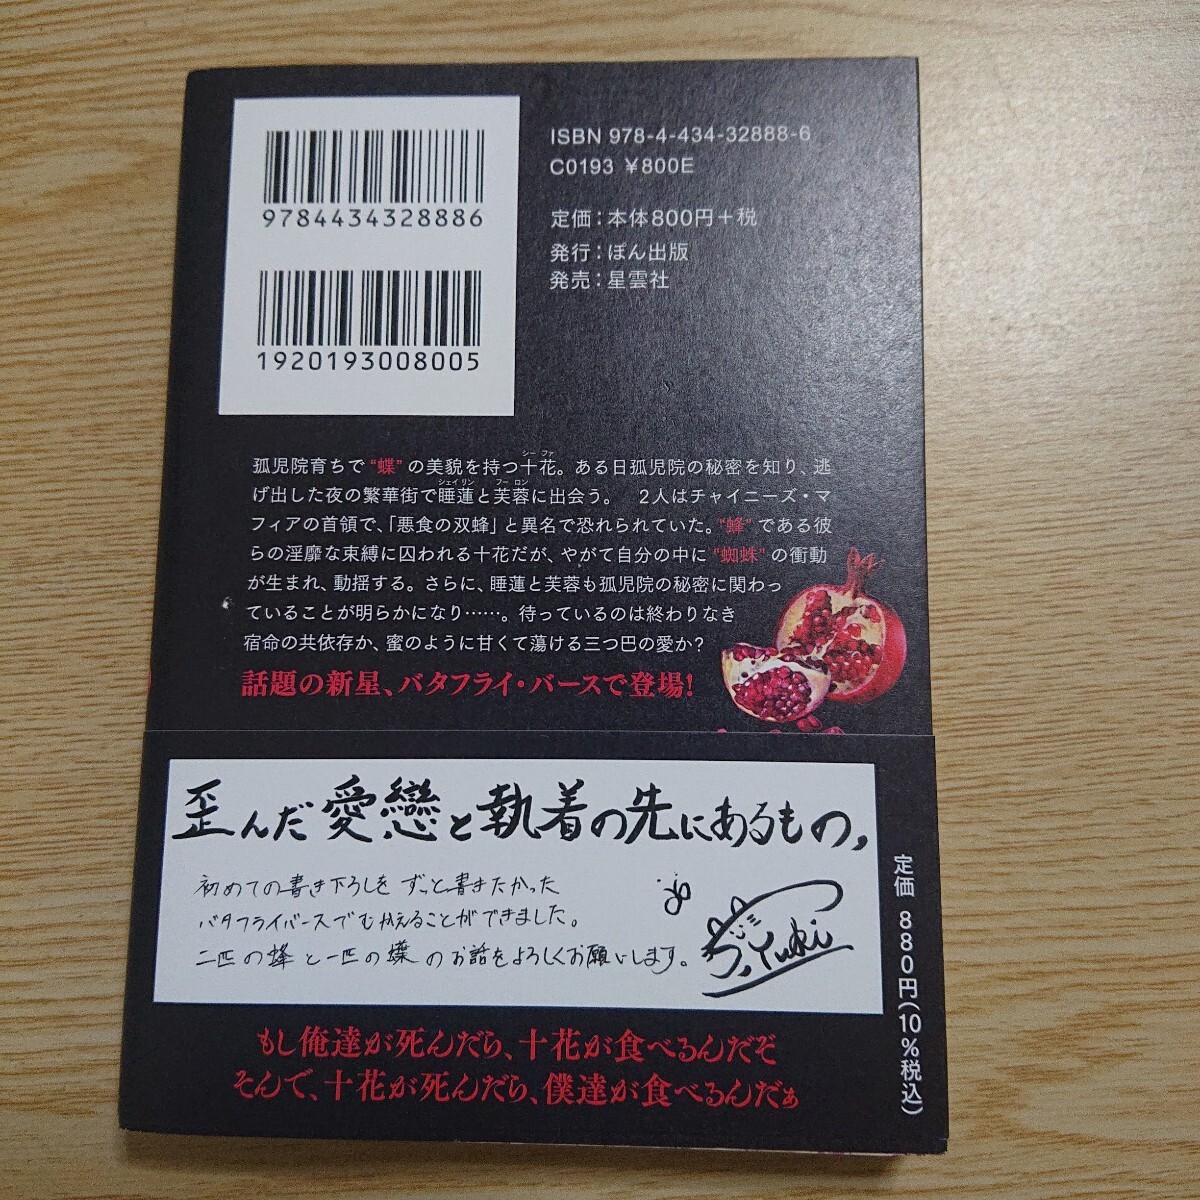 ISBN 978-4-434-32888-6
C0193 ¥800E
9784434328886
定価:本体800円+税
発行:ぽん出版
発売:星雲社
1920193008005
孤児院育ちで“蝶”の美貌を持つ十花。ある日孤児院の秘密を知り、逃
シー ファ
げ出した夜の繁華街で睡蓮と芙蓉に出会う。 2人はチャイニーズ・マ
シェイ リン フー ロン
フィアの首領で、「悪食の双蜂」と異名で恐れられていた。“蜂”である彼
らの淫靡な束縛に囚われる十花だが、やがて自分の中に“蜘蛛”の衝動
が生まれ、動揺する。さらに、睡蓮と芙蓉も孤児院の秘密に関わっ
ていることが明らかになり……。待っているのは終わりなき
宿命の共依存か、蜜のように甘くて蕩ける三つ巴の愛か?
話題の新星、バタフライ・バースで登場!
歪んだ愛戀と執着の先にあるもの,
初めての書き下ろしを ずっと書きたかった
バタフライバースでむかえることができました。
二匹の蜂と一匹の蝶のお話をよろしくお願いします。
Yuki
もし俺達が死んだら、十花が食べるんだぞ
そんで、十花が死んだら、僕達が食べるんだぁ
定価 880円(10%税込)